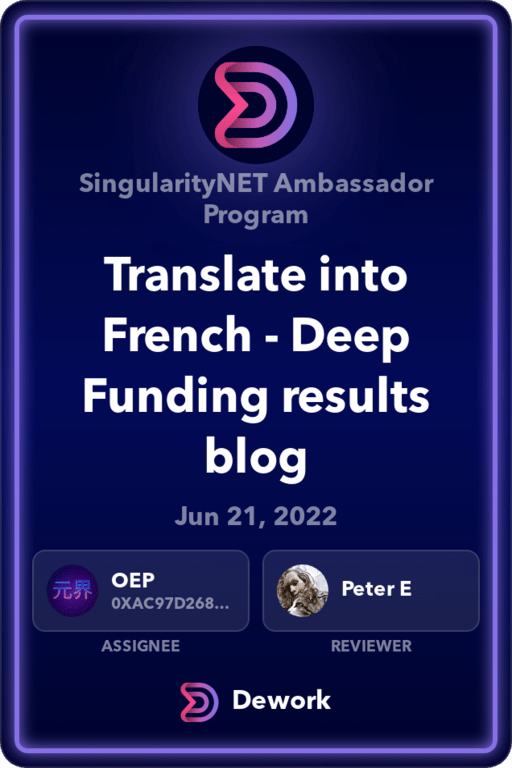 SingularityNET Ambassador
Program
Translate into
French - Deep
Funding results
blog
Jun 21, 2022
元界
OEP
0XAC97D268...
Peter E
ASSIGNEE
REVIEWER
Dework